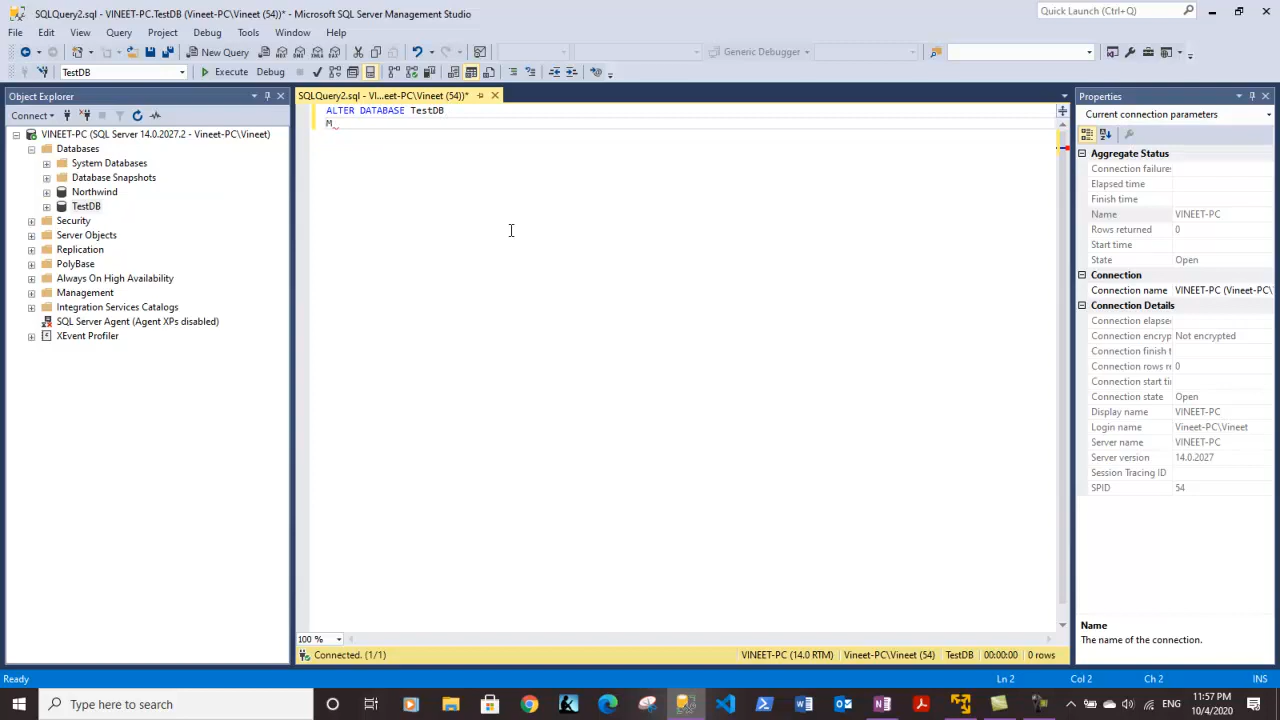 SQLQuery2.sql - VINEET-PC.TestDB (Vineet-PC\Vineet (54))* - Microsoft SQL Server Management Studio
Quick Launch (Ctrl+Q)
File Edit View Query Project Debug Tools Window Help
New Query
Generic Debugger
TestDB
Execute Debug
Object Explorer
Connect
VINEET-PC (SQL Server 14.0.2027.2 - Vineet-PC\Vineet)
Databases
System Databases
Database Snapshots
Northwind
TestDB
Security
Server Objects
Replication
PolyBase
Always On High Availability
Management
Integration Services Catalogs
SQL Server Agent (Agent XPs disabled)
XEvent Profiler
SQLQuery2.sql - VI...eet-PC\Vineet (54))*
ALTER DATABASE TestDB
M
100 %
Connected. (1/1)
VINEET-PC (14.0 RTM) Vineet-PC\Vineet (54) TestDB 00:00:00 0 rows
Properties
Current connection parameters
Aggregate Status
Connection failures
Elapsed time
Finish time
Name VINEET-PC
Rows returned 0
Start time
State Open
Connection
Connection name VINEET-PC (Vineet-PC\
Connection Details
Connection elapse
Connection encryp Not encrypted
Connection finish t
Connection rows re 0
Connection start ti
Connection state Open
Display name VINEET-PC
Login name Vineet-PC\Vineet
Server name VINEET-PC
Server version 14.0.2027
Session Tracing ID
SPID 54
Name
The name of the connection.
Ready
Ln 2 Col 2 Ch 2 INS
Type here to search
11:57 PM
10/4/2020